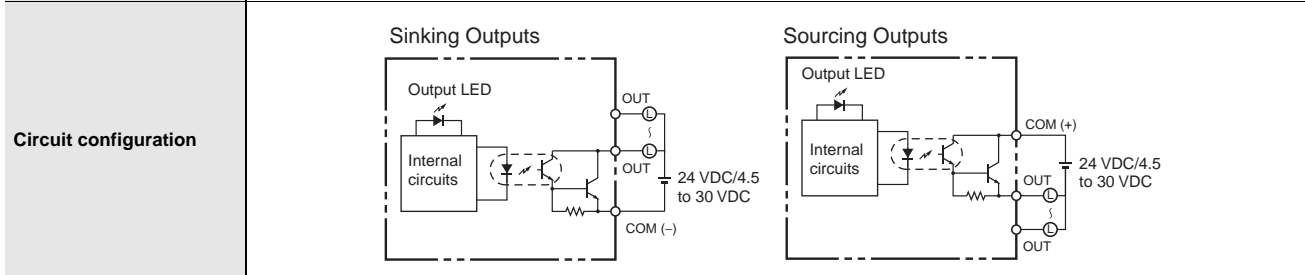 Circuit configuration
Sinking Outputs
Output LED
Internal
circuits
OUT
L
L
OUT
24 VDC/4.5
to 30 VDC
COM (−)
Sourcing Outputs
Output LED
Internal
circuits
COM (+)
24 VDC/4.5
to 30 VDC
OUT
L
L
OUT